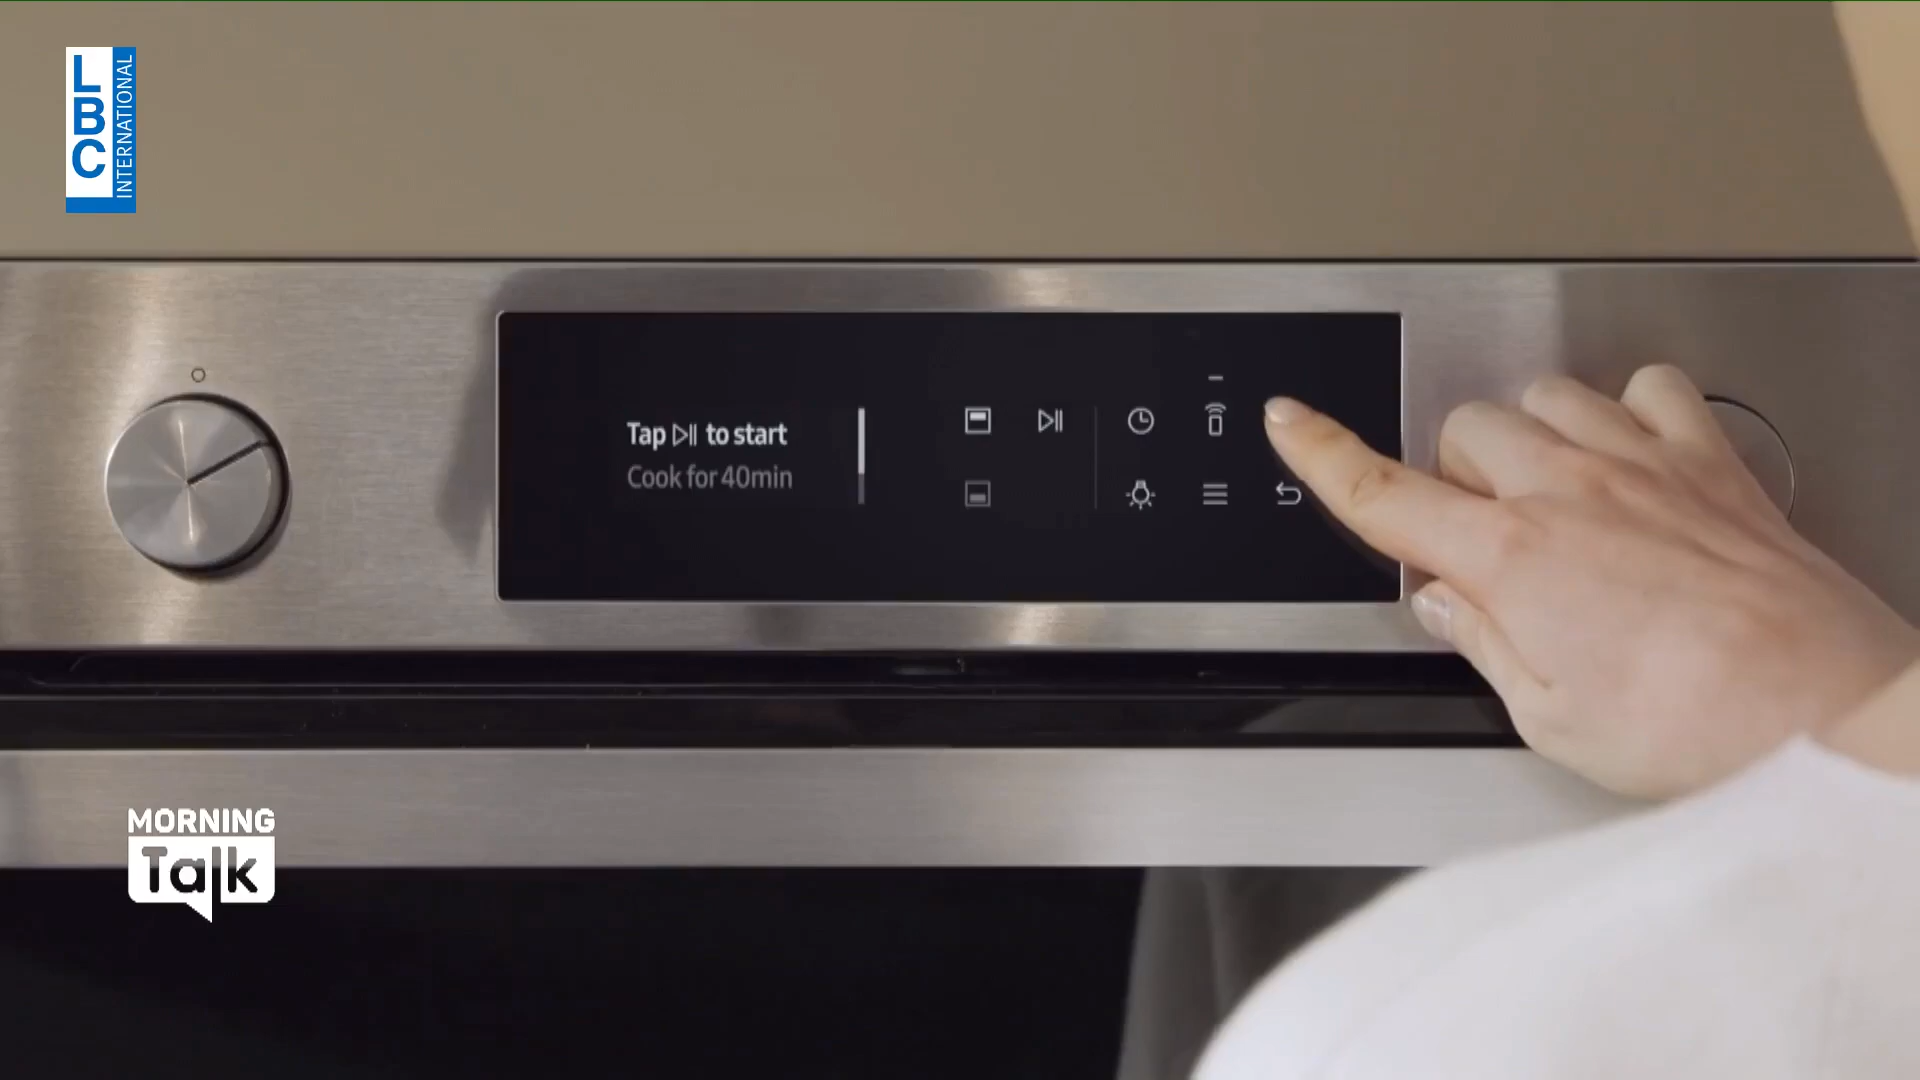 LBC
INTERNATIONAL
Tap to start
Cook for 40min
MORNING
Talk